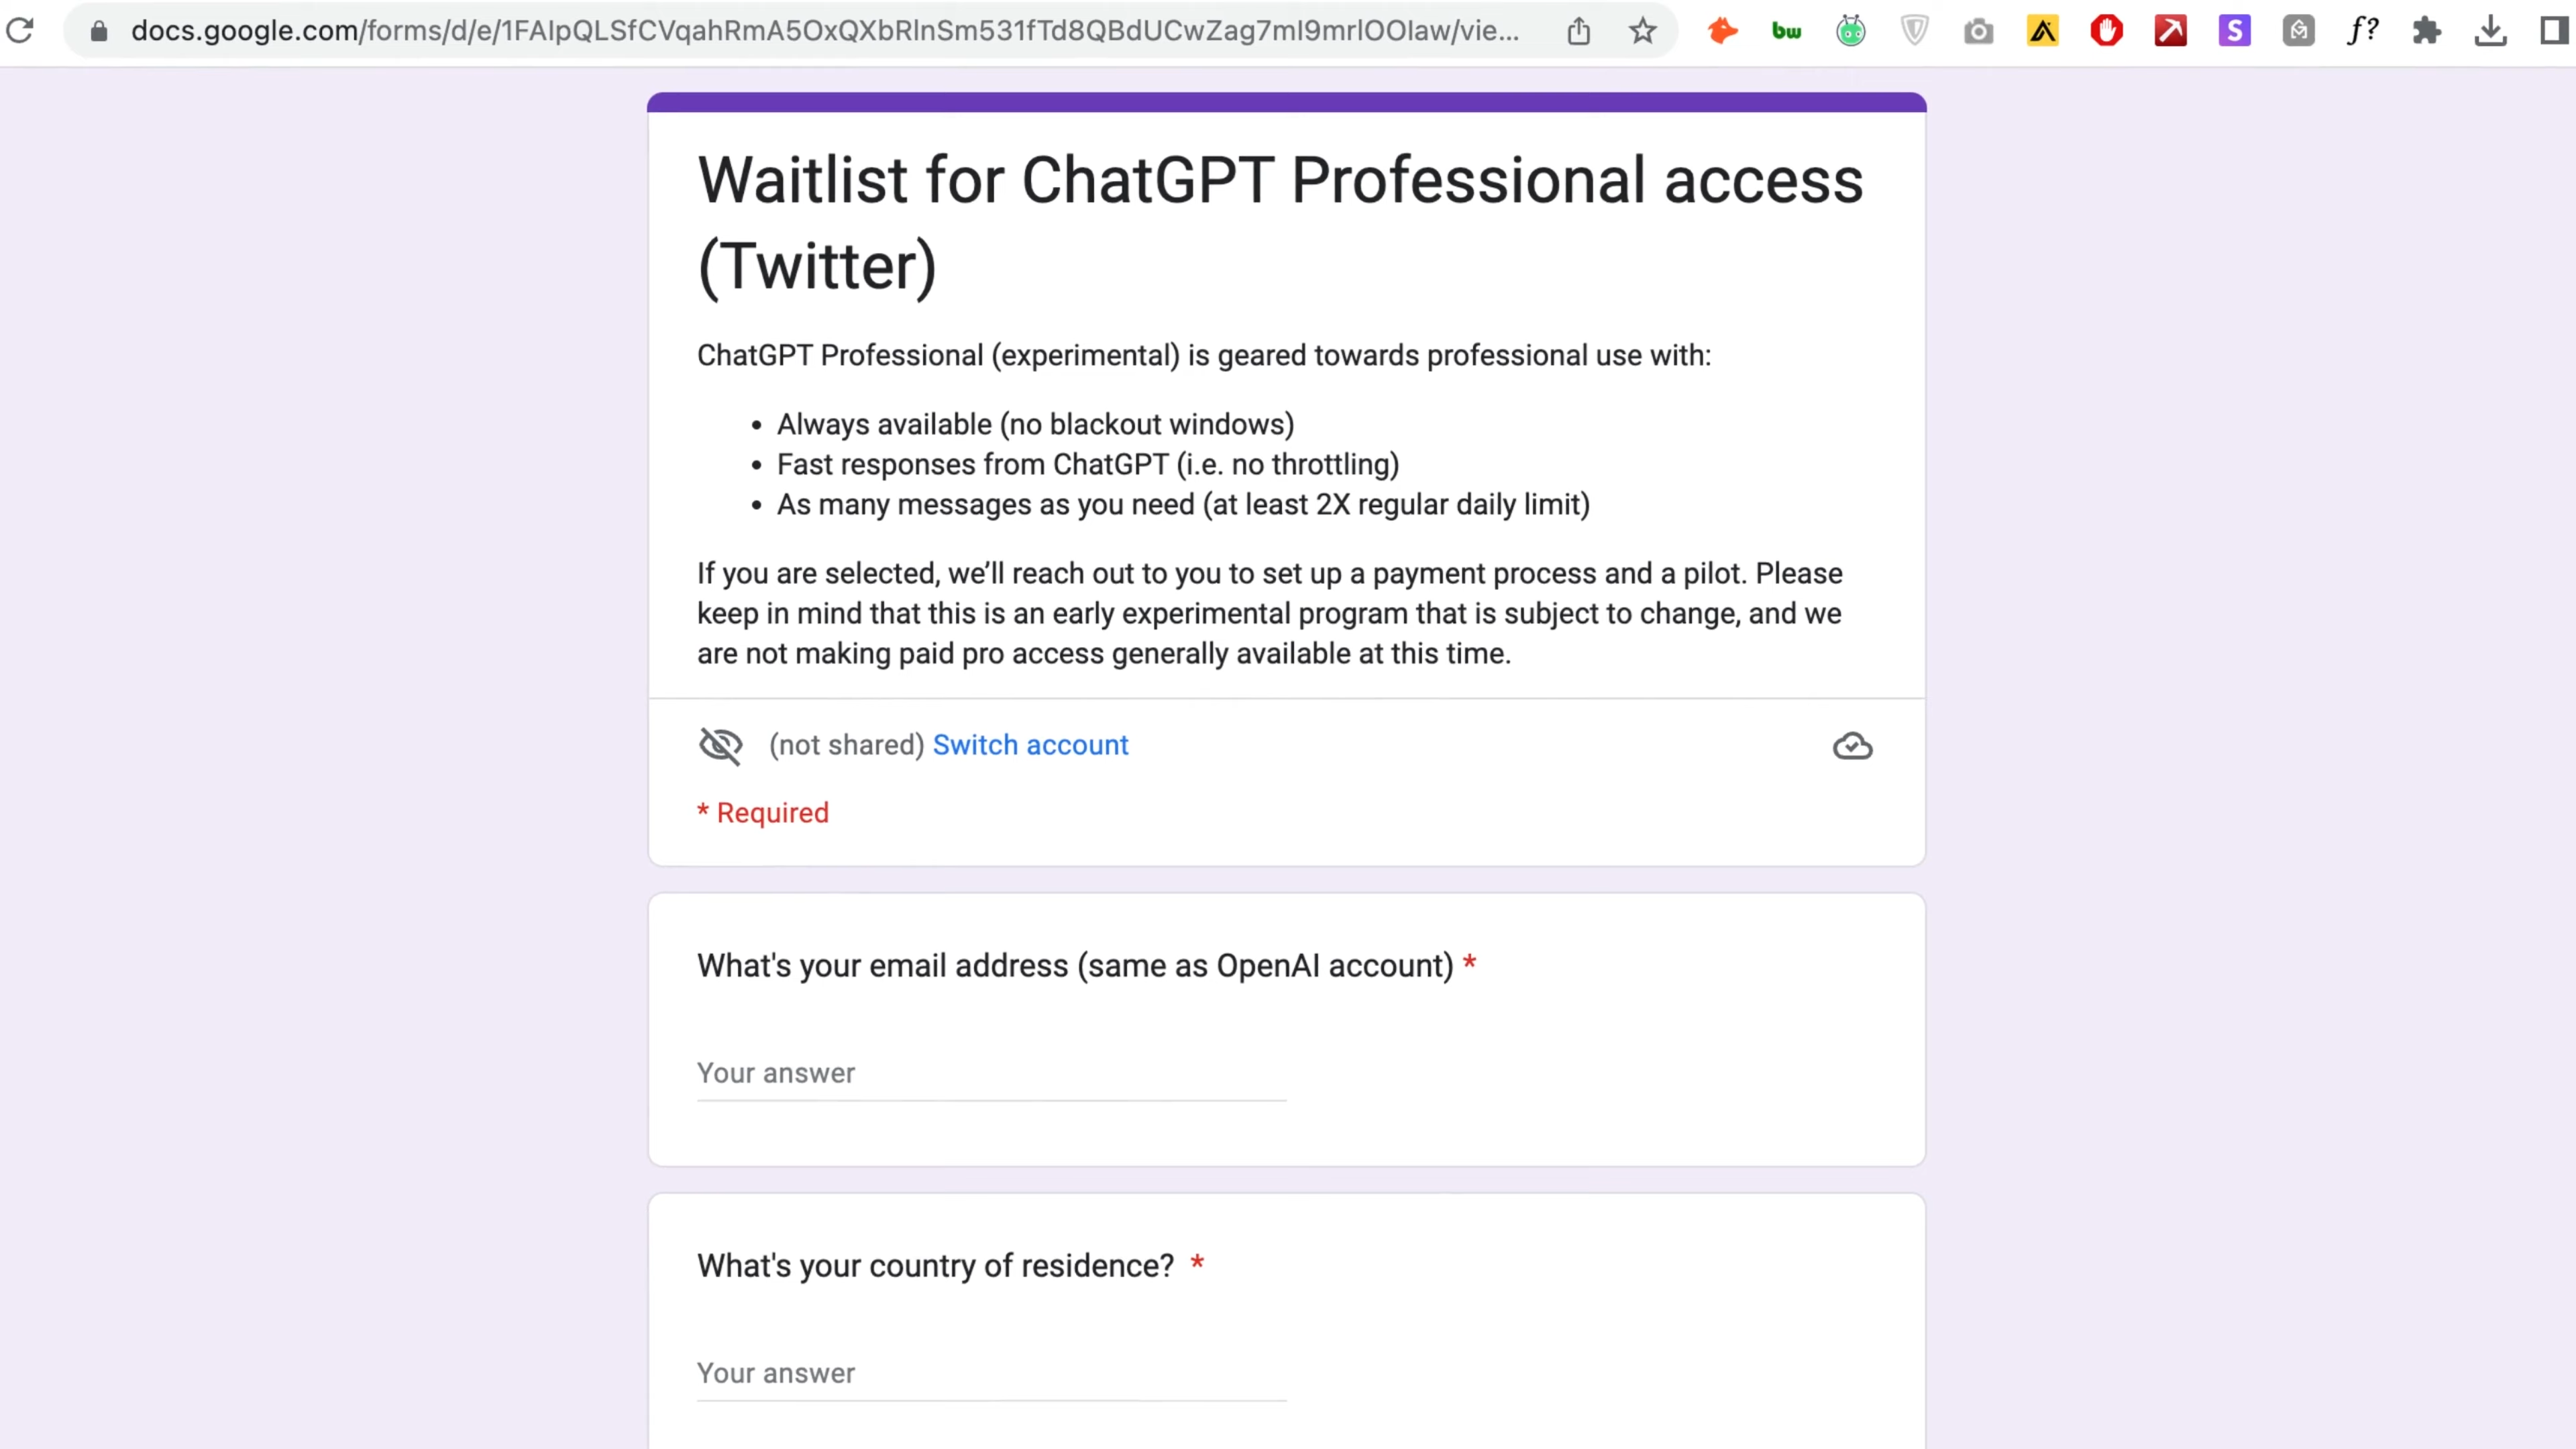 docs.google.com/forms/d/e/1FAIpQLSfCVqahRmA5OxQXbRlnSm531fTd8QBdUCwZag7mI9mrlOOIaw/vie...
bw
S
f?
Waitlist for ChatGPT Professional access
(Twitter)
ChatGPT Professional (experimental) is geared towards professional use with:
• Always available (no blackout windows)
• Fast responses from ChatGPT (i.e. no throttling)
• As many messages as you need (at least 2X regular daily limit)
If you are selected, we’ll reach out to you to set up a payment process and a pilot. Please
keep in mind that this is an early experimental program that is subject to change, and we
are not making paid pro access generally available at this time.
(not shared) Switch account
* Required
What's your email address (same as OpenAI account) *
Your answer
What's your country of residence? *
Your answer